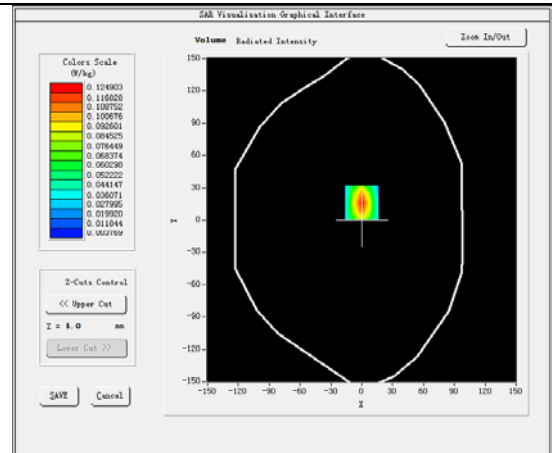 SAR Visualisation Graphical Interface
Volume Radiated Intensity
Zoom In/Out
Colors Scale
(W/kg)
0.124903
0.116828
0.108752
0.100676
0.092601
0.084525
0.076449
0.068374
0.060298
0.052222
0.044147
0.036071
0.027995
0.019920
0.011844
0.003769
Z-Cuts Control
<< Upper Cut
Z = 4.0 mm
Lower Cut >>
SAVE Cancel
150
120
90
60
30
0
-30
-60
-90
-120
-150
Y
-150 -120 -90 -60 -30 0 30 60 90 120 150
X